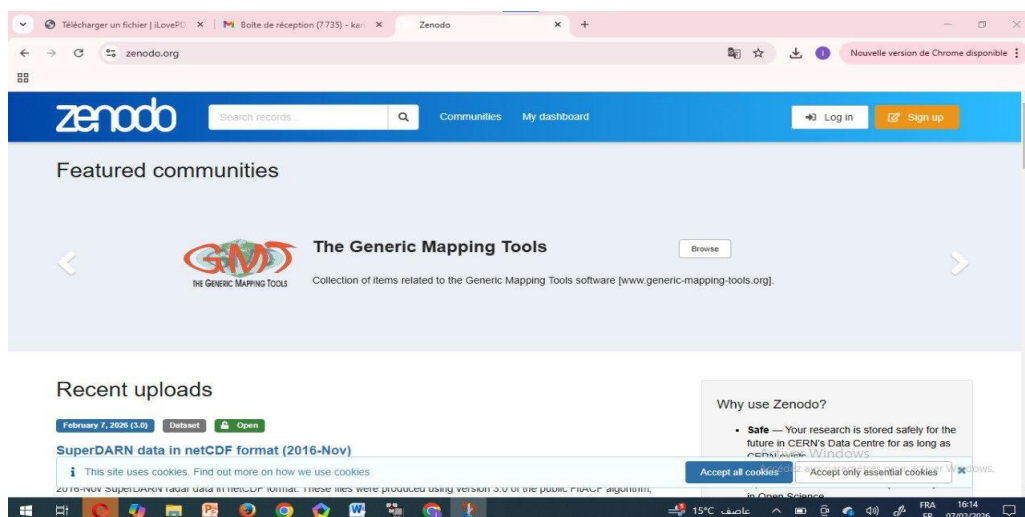 Télécharger un fichier | iLovePD
Boîte de réception (7 735) - kar
Zenodo
zenodo.org
Nouvelle version de Chrome disponible
zenodo
Search records...
Communities
My dashboard
Log in
Sign up
Featured communities
GMT
THE GENERIC MAPPING TOOLS
The Generic Mapping Tools
Browse
Collection of items related to the Generic Mapping Tools software [www.generic-mapping-tools.org].
Recent uploads
February 7, 2026 (3.0) Dataset Open
SuperDARN data in netCDF format (2016-Nov)
Why use Zenodo?
Safe — Your research is stored safely for the
future in CERN's Data Centre for as long as
Windows
This site uses cookies. Find out more on how we use cookies
Accept all cookies
Accept only essential cookies
2016-Nov SuperDARN radar data in netCDF format. These files were produced using version 3.0 of the public FitACF algorithm,
in Open Science
15°C عاصف
FRA
FR
16:14
07/02/2026